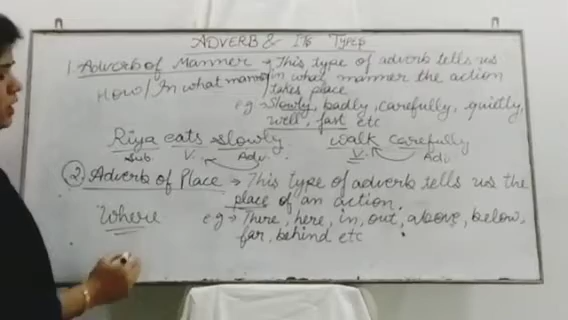 ADVERB & Its TYPES
1. Adverb of Manner → This type of adverb tells us
How / In what manner in what manner the action
takes place
eg → Slowly, badly, carefully, quietly,
well, fast etc
Riya eats slowly walk carefully
Sub. V. Adv. V. Adv.
2 Adverb of Place → This type of adverb tells us the
place of an action.
Where eg → There, here, in, out, above, below,
far, behind etc.